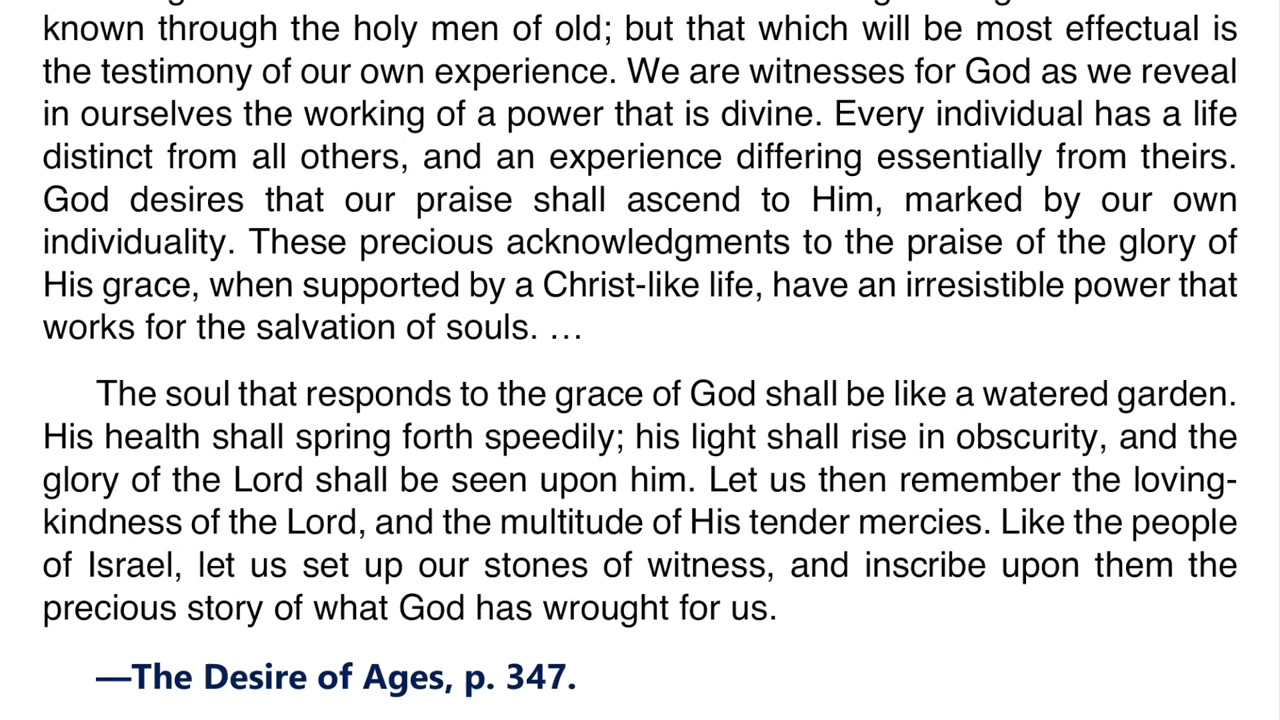 known through the holy men of old; but that which will be most effectual is
the testimony of our own experience. We are witnesses for God as we reveal
in ourselves the working of a power that is divine. Every individual has a life
distinct from all others, and an experience differing essentially from theirs.
God desires that our praise shall ascend to Him, marked by our own
individuality. These precious acknowledgments to the praise of the glory of
His grace, when supported by a Christ-like life, have an irresistible power that
works for the salvation of souls. …
The soul that responds to the grace of God shall be like a watered garden.
His health shall spring forth speedily; his light shall rise in obscurity, and the
glory of the Lord shall be seen upon him. Let us then remember the loving-
kindness of the Lord, and the multitude of His tender mercies. Like the people
of Israel, let us set up our stones of witness, and inscribe upon them the
precious story of what God has wrought for us.
—The Desire of Ages, p. 347.